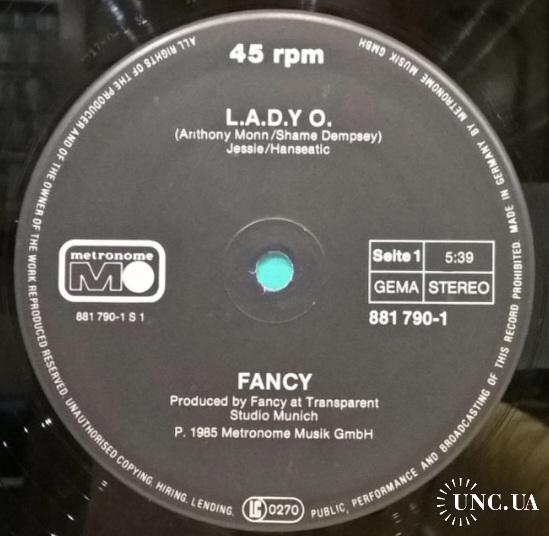 45 rpm
L.A.D.Y O.
(Anthony Monn/Shame Dempsey)
Jessie/Hanseatic
metronome
M
881 790-1 S 1
Seite 1 5:39
GEMA STEREO
881 790-1
FANCY
Produced by Fancy at Transparent
Studio Munich
P. 1985 Metronome Musik GmbH
ALL RIGHTS OF THE PRODUCER AND OF THE OWNER OF THE WORK REPRODUCED RESERVED. UNAUTHORISED COPYING, HIRING, LENDING, LC 0270 PUBLIC, PERFORMANCE AND BROADCASTING OF THIS RECORD PROHIBITED. MADE IN GERMANY BY METRONOME MUSIK GMBH
UNC.UA